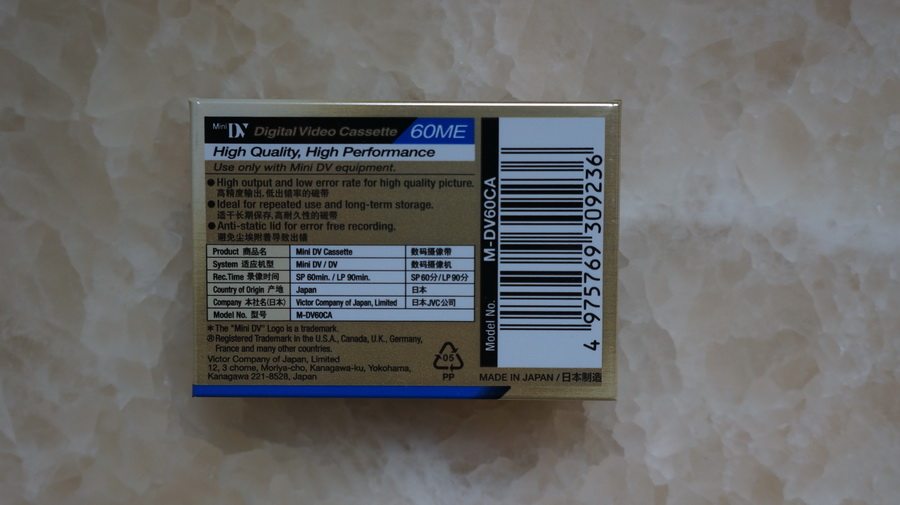 Mini DV Digital Video Cassette 60ME
High Quality, High Performance
Use only with Mini DV equipment.
● High output and low error rate for high quality picture.
高精度输出,低出错率的磁带
● Ideal for repeated use and long-term storage.
适于长期保存,高耐久性的磁带
● Anti-static lid for error free recording.
避免尘埃附着导致出错
Product 商品名 Mini DV Cassette 数码摄像带
System 适应机型 Mini DV / DV 数码摄像机
Rec.Time 录像时间 SP 60min. / LP 90min. SP 60分/ LP 90分
Country of Origin 产地 Japan 日本
Company 本社名(日本) Victor Company of Japan, Limited 日本JVC公司
Model No. 型号 M-DV60CA
＊The "Mini DV" Logo is a trademark.
®Registered Trademark in the U.S.A., Canada, U.K., Germany,
France and many other countries.
Victor Company of Japan, Limited
12, 3 chome, Moriya-cho, Kanagawa-ku, Yokohama,
Kanagawa 221-8528, Japan
05
PP
Model No. M-DV60CA
4 975769 309236
MADE IN JAPAN / 日本制造